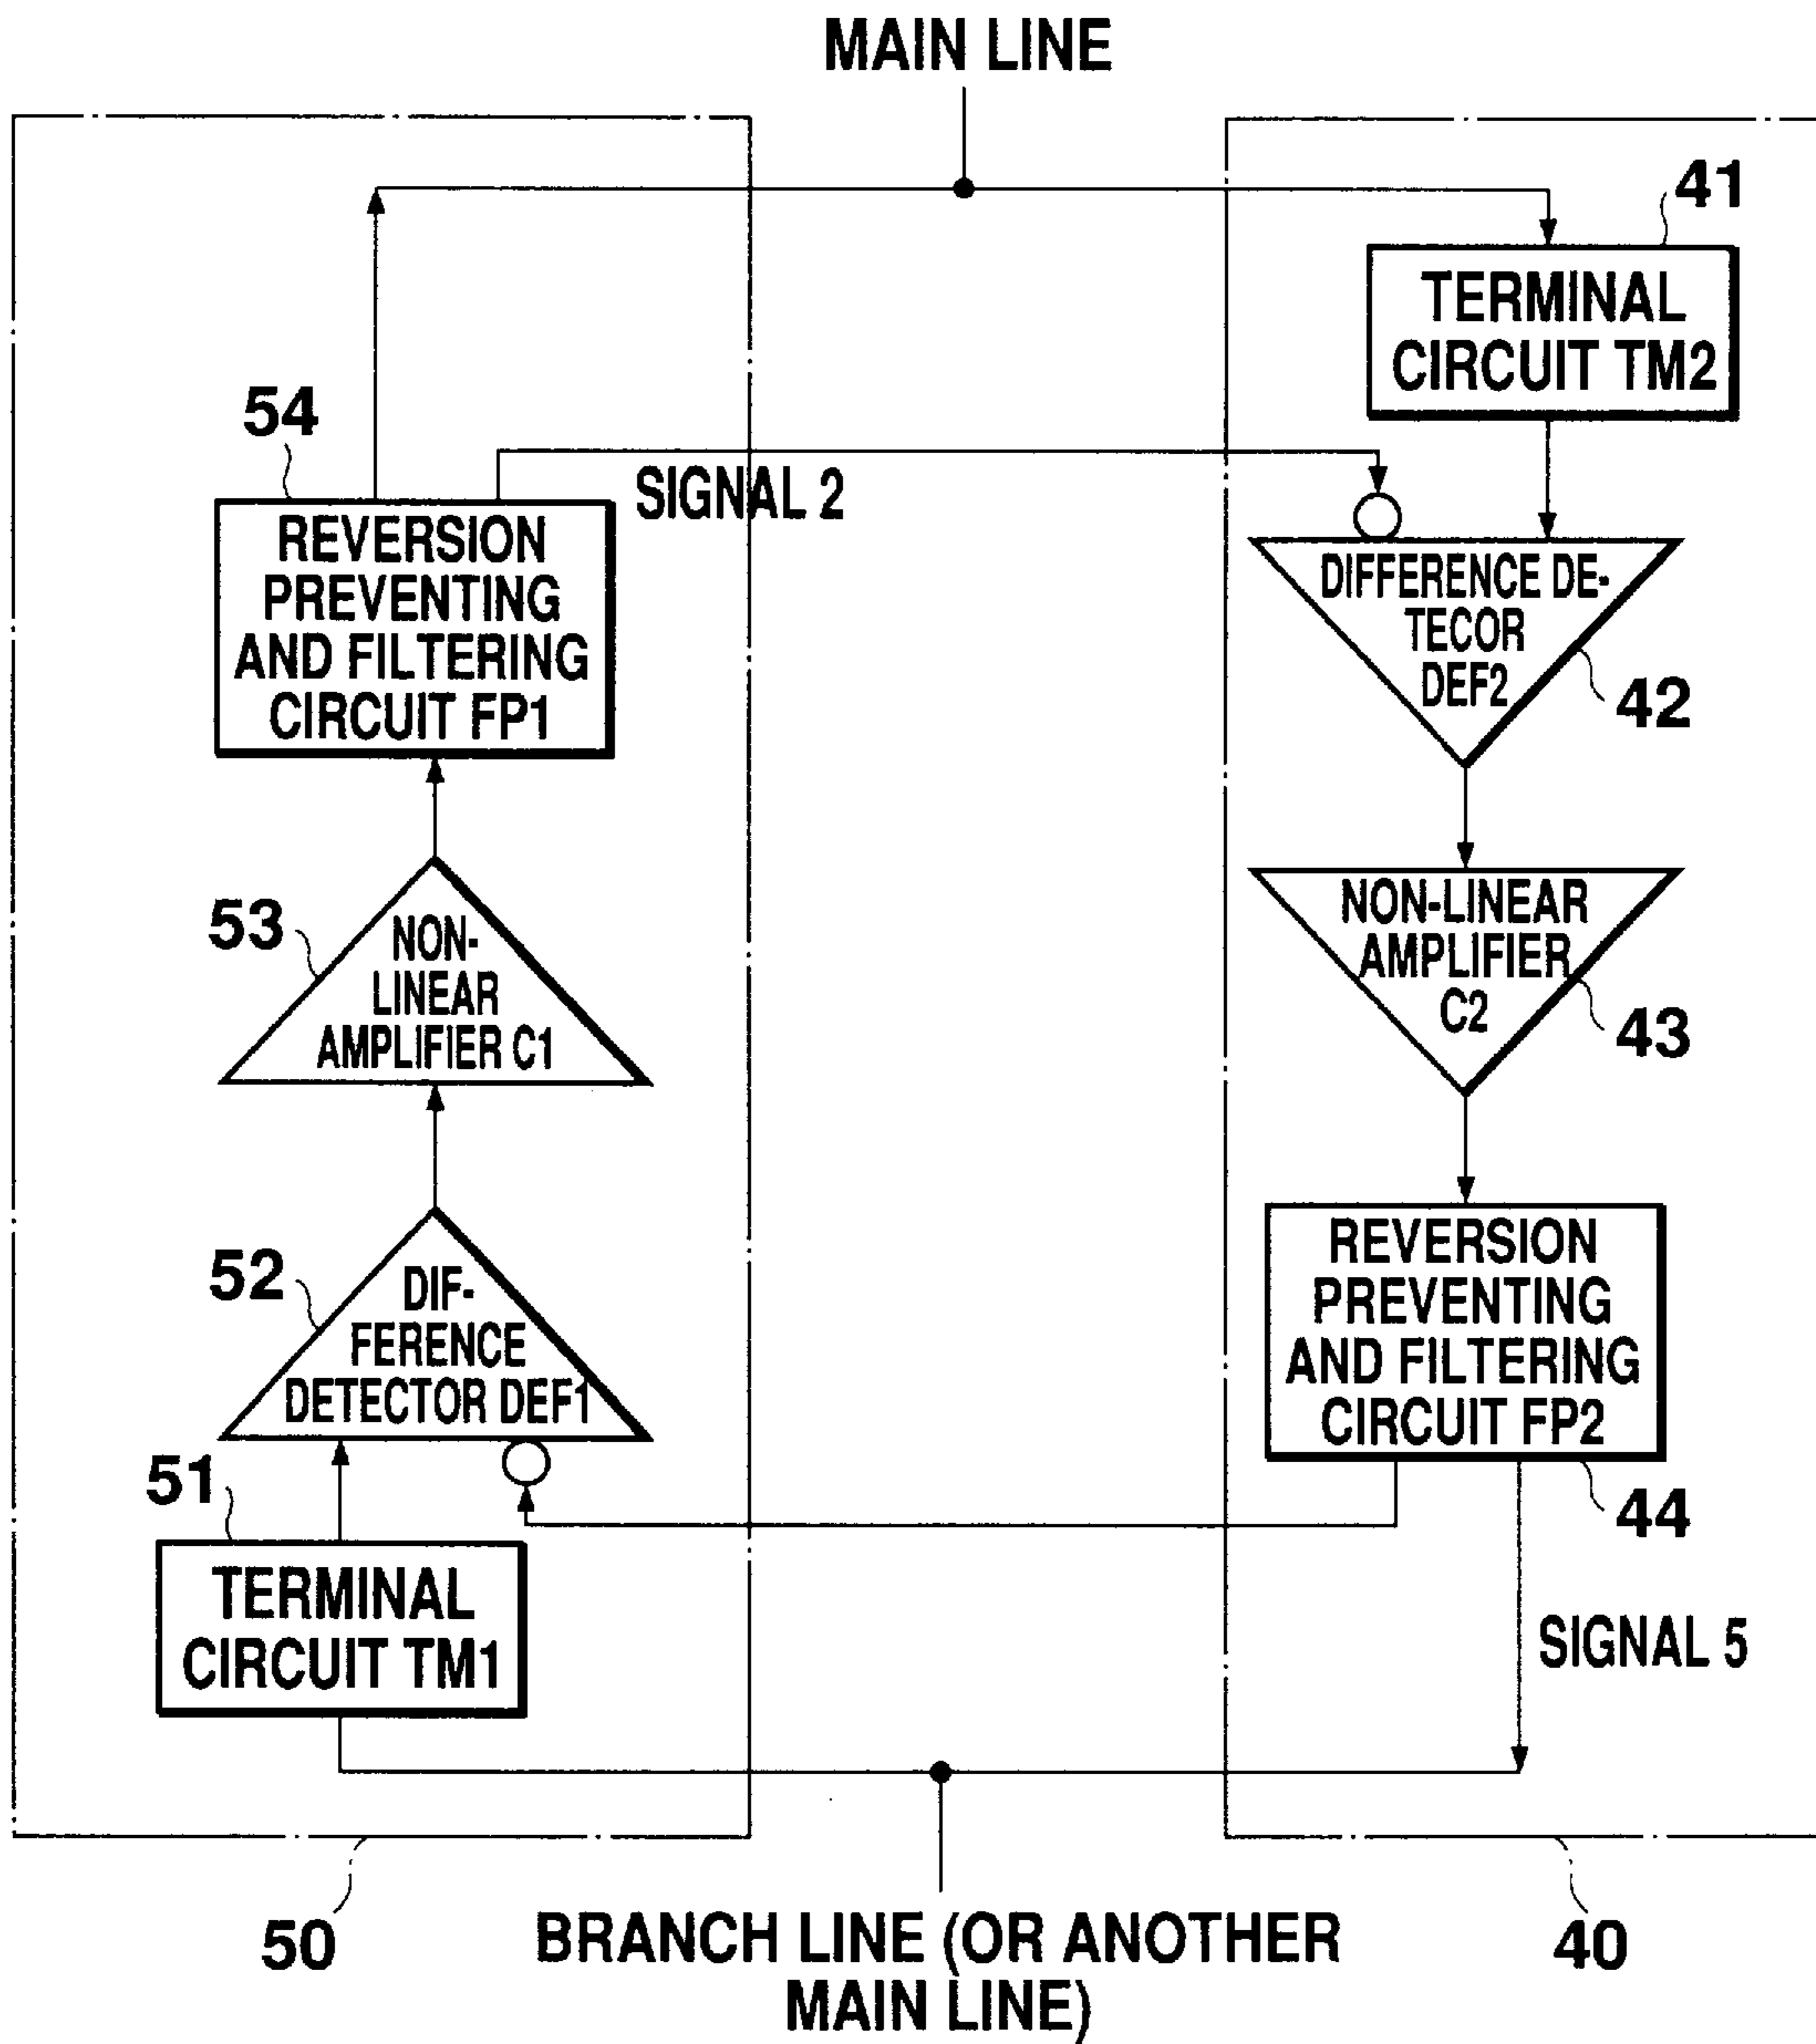 MAIN LINE
41
TERMINAL
CIRCUIT TM2
54
SIGNAL 2
REVERSION
PREVENTING
AND FILTERING
CIRCUIT FP1
DIFFERENCE DE-
TECOR
DEF2
42
53
NON-
LINEAR
AMPLIFIER C1
NON-LINEAR
AMPLIFIER
C2
43
52
DIF-
FERENCE
DETECTOR DEF1
REVERSION
PREVENTING
AND FILTERING
CIRCUIT FP2
44
51
TERMINAL
CIRCUIT TM1
SIGNAL 5
50
BRANCH LINE (OR ANOTHER
MAIN LINE)
40